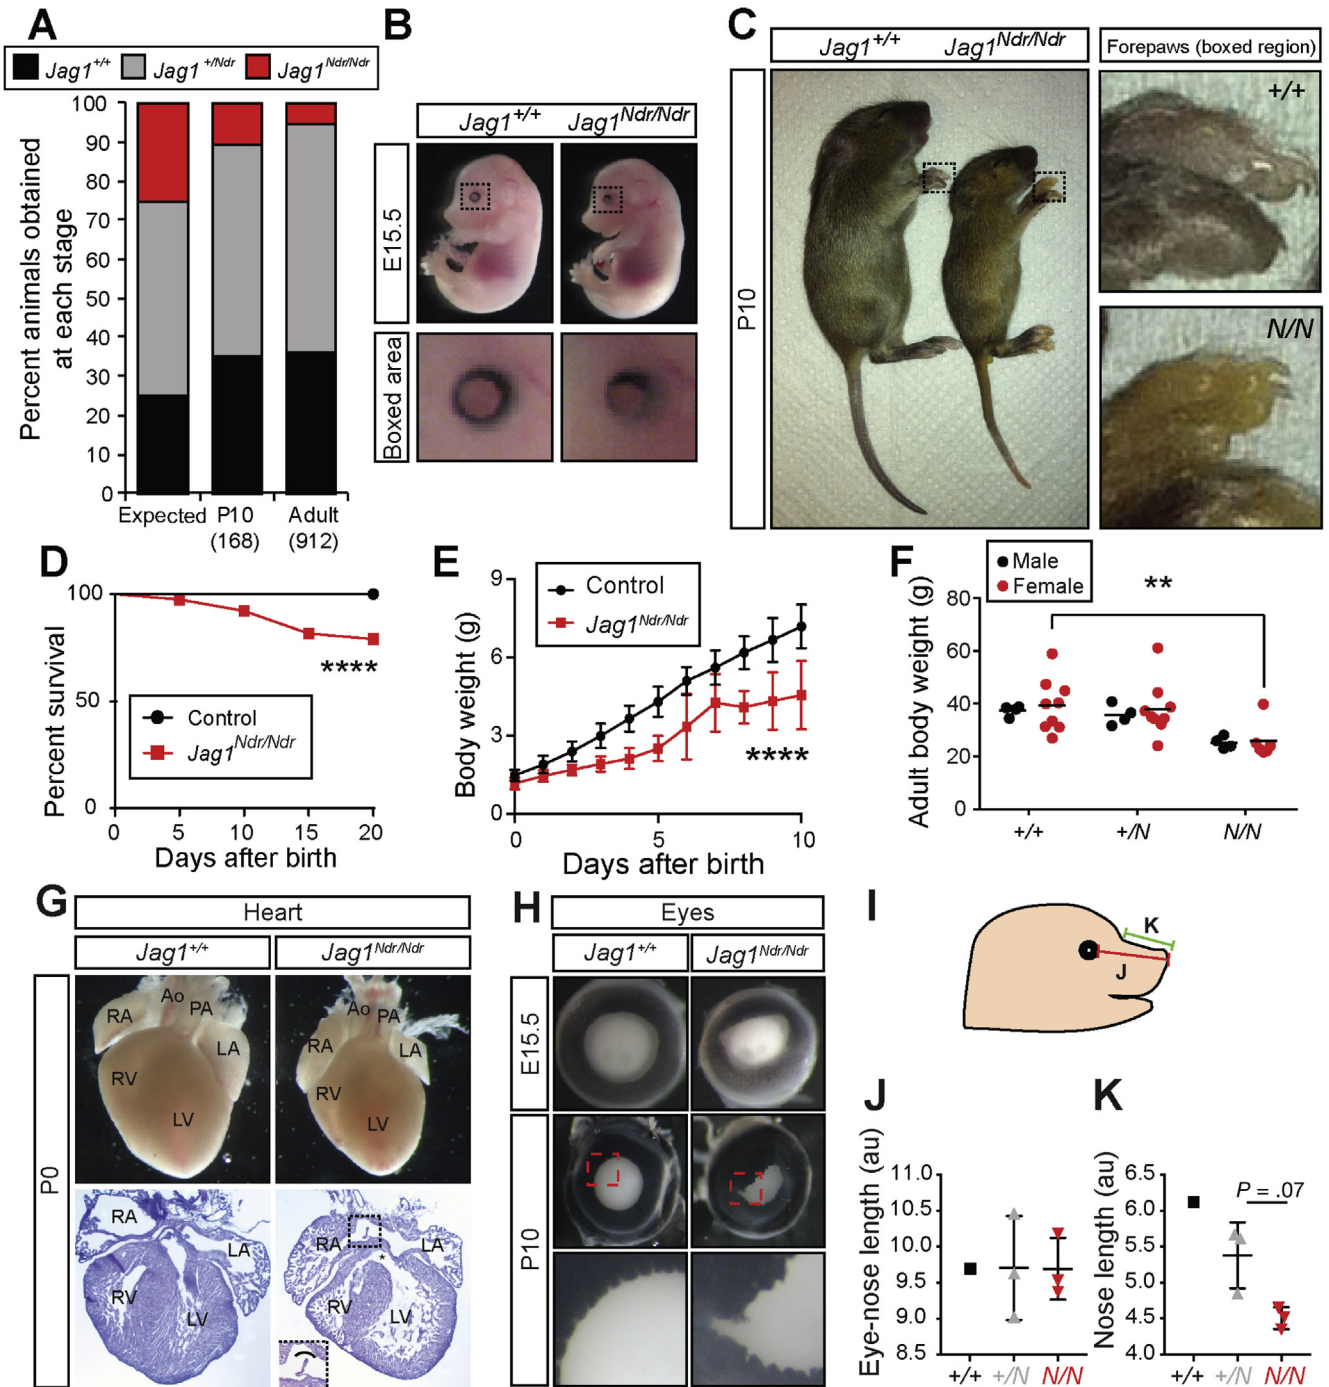 A
Jag1+/+ Jag1+/Ndr Jag1Ndr/Ndr
Percent animals obtained
at each stage
100
90
80
70
60
50
40
30
20
10
0
Expected P10 Adult
(168) (912)
B
Jag1+/+ Jag1Ndr/Ndr
E15.5
Boxed area
C
Jag1+/+ Jag1Ndr/Ndr
P10
Forepaws (boxed region)
+/+
N/N
D
Percent survival
100
50
0
Control
Jag1Ndr/Ndr
****
0 5 10 15 20
Days after birth
E
Body weight (g)
9
6
3
0
Control
Jag1Ndr/Ndr
****
0 5 10
Days after birth
F
Male
Female
**
Adult body weight (g)
80
60
40
20
0
+/+ +/N N/N
G
Heart
Jag1+/+ Jag1Ndr/Ndr
P0
Ao PA
RA
LA
RV
LV
Ao PA
RA LA
RV
LV
RA
LA
RV
LV
RA LA
*
RV
LV
H
Eyes
Jag1+/+ Jag1Ndr/Ndr
E15.5
P10
I
K
J
J
Eye-nose length (au)
11.0
10.5
10.0
9.5
9.0
8.5
+/+ +/N N/N
K
Nose length (au)
6.5
6.0
5.5
5.0
4.5
4.0
P = .07
+/+ +/N N/N